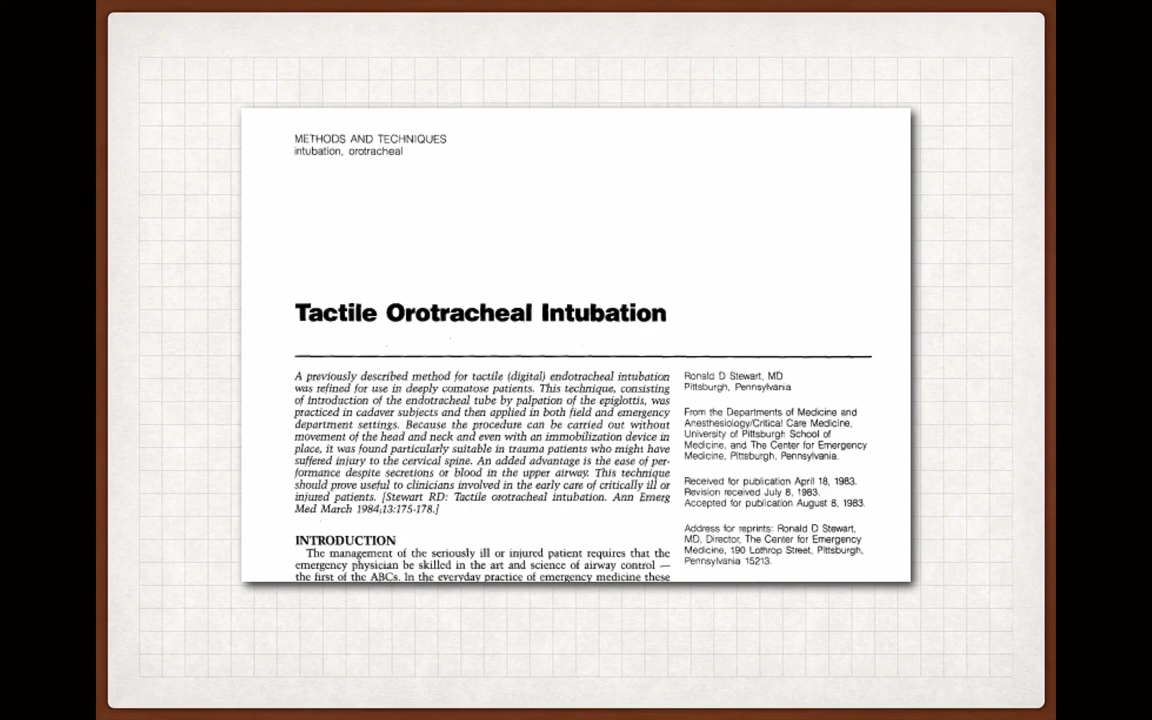 METHODS AND TECHNIQUES
intubation, orotracheal
Tactile Orotracheal Intubation
A previously described method for tactile (digital) endotracheal intubation
was refined for use in deeply comatose patients. This technique, consisting
of introduction of the endotracheal tube by palpation of the epiglottis, was
practiced in cadaver subjects and then applied in both field and emergency
department settings. Because the procedure can be carried out without
movement of the head and neck and even with an immobilization device in
place, it was found particularly suitable in trauma patients who might have
suffered injury to the cervical spine. An added advantage is the ease of per-
formance despite secretions or blood in the upper airway. This technique
should prove useful to clinicians involved in the early care of critically ill or
injured patients. [Stewart RD: Tactile orotracheal intubation. Ann Emerg
Med March 1984;13:175-178.]
INTRODUCTION
The management of the seriously ill or injured patient requires that the
emergency physician be skilled in the art and science of airway control —
the first of the ABCs. In the everyday practice of emergency medicine these
Ronald D Stewart, MD
Pittsburgh, Pennsylvania
From the Departments of Medicine and
Anesthesiology/Critical Care Medicine,
University of Pittsburgh School of
Medicine, and The Center for Emergency
Medicine, Pittsburgh, Pennsylvania.
Received for publication April 18, 1983.
Revision received July 8, 1983.
Accepted for publication August 6, 1983.
Address for reprints: Ronald D Stewart,
MD, Director, The Center for Emergency
Medicine, 190 Lothrop Street, Pittsburgh,
Pennsylvania 15213.